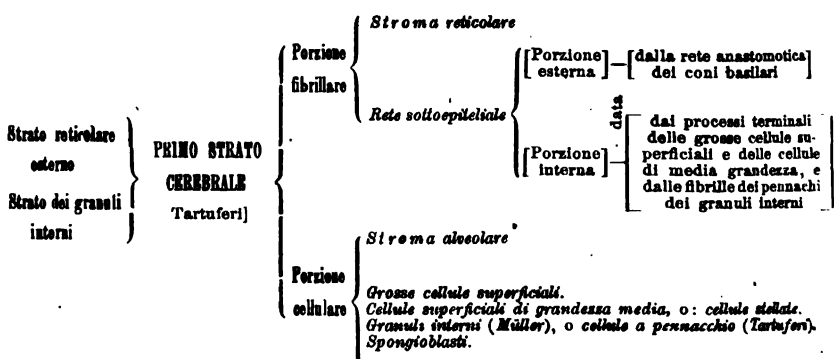 Strato reticolare
esterno
Strato dei granuli
interni
PRIMO STRATO
CEREBRALE
Tartuferi]
Porzione
fibrillare
Stroma reticolare
Rete sottoepiteliale
[Porzione
esterna]
[dalla rete anastomotica
dei coni basilari]
data
[Porzione
interna]
dai processi terminali
delle grosse cellule su-
perficiali e delle cellule
di media grandezza, e
dalle fibrille dei pennachi
dei granuli interni
Porzione
cellulare
Stroma alveolare
Grosse cellule superficiali.
Cellule superficiali di grandezza media, o: cellule stellate.
Granuli interni (Müller), o cellule a pennacchio (Tartuferi).
Spongioblasti.